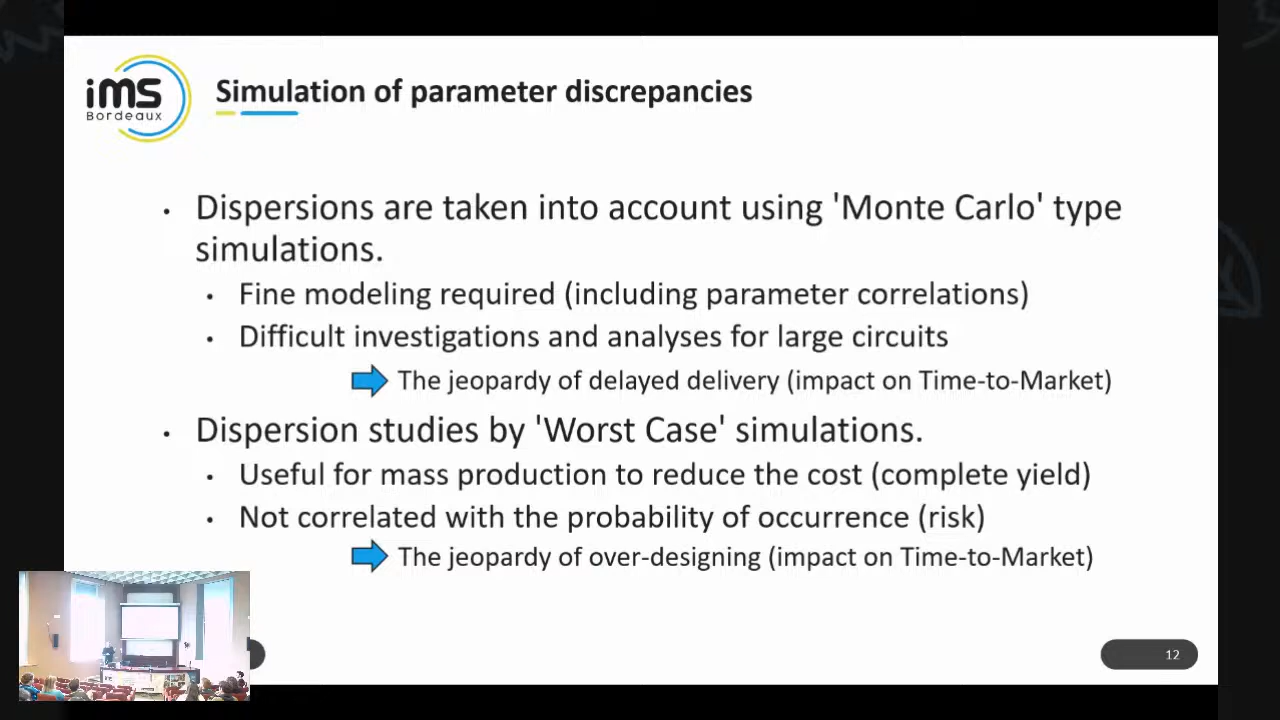 iMS
Bordeaux
Simulation of parameter discrepancies
• Dispersions are taken into account using 'Monte Carlo' type
simulations.
• Fine modeling required (including parameter correlations)
• Difficult investigations and analyses for large circuits
The jeopardy of delayed delivery (impact on Time-to-Market)
• Dispersion studies by 'Worst Case' simulations.
• Useful for mass production to reduce the cost (complete yield)
• Not correlated with the probability of occurrence (risk)
The jeopardy of over-designing (impact on Time-to-Market)
12